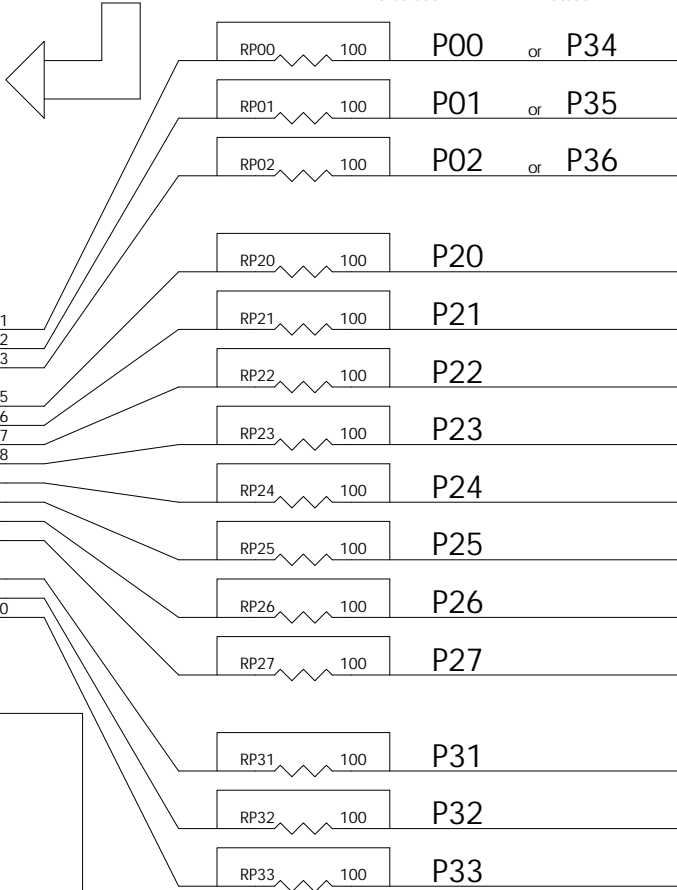 RP00 100 P00 or P34
RP01 100 P01 or P35
RP02 100 P02 or P36
RP20 100 P20
1
RP21 100 P21
2
3
RP22 100 P22
5
6
RP23 100 P23
7
8
RP24 100 P24
RP25 100 P25
RP26 100 P26
0
RP27 100 P27
RP31 100 P31
RP32 100 P32
RP33 100 P33